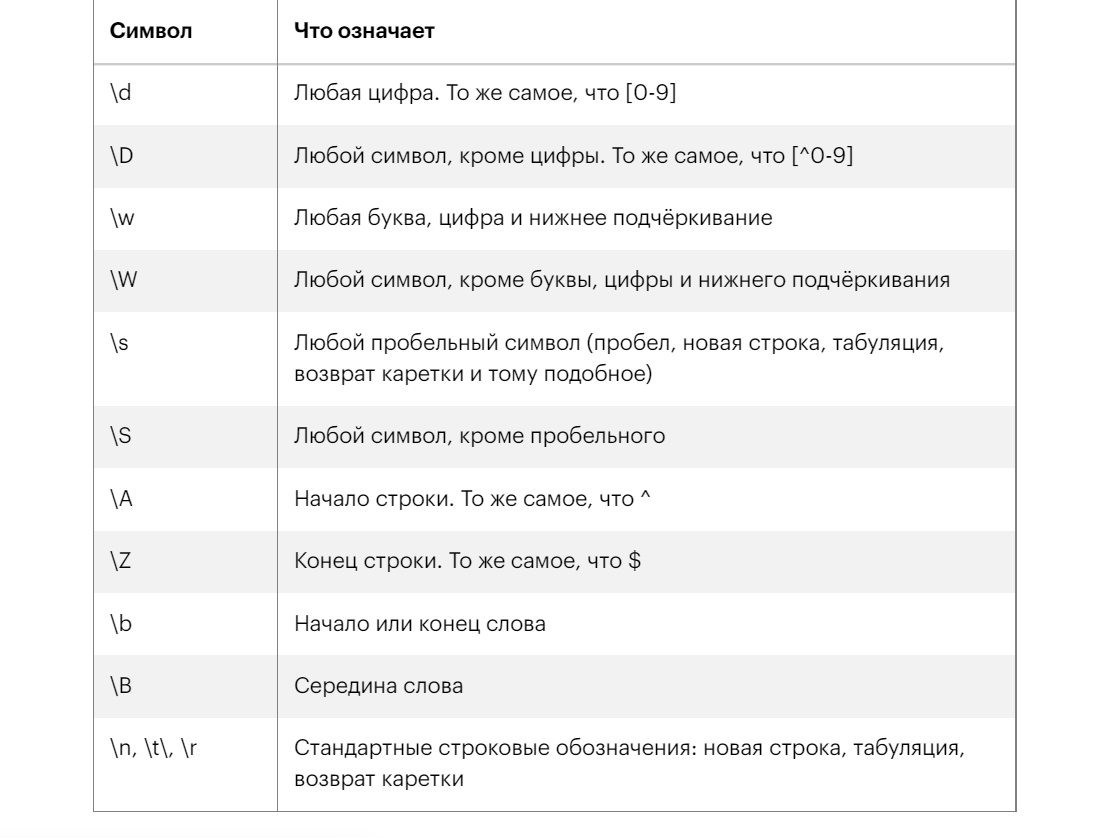 Символ Что означает
\d Любая цифра. То же самое, что [0-9]
\D Любой символ, кроме цифры. То же самое, что [^0-9]
\w Любая буква, цифра и нижнее подчёркивание
\W Любой символ, кроме буквы, цифры и нижнего подчёркивания
\s Любой пробельный символ (пробел, новая строка, табуляция,
возврат каретки и тому подобное)
\S Любой символ, кроме пробельного
\A Начало строки. То же самое, что ^
\Z Конец строки. То же самое, что $
\b Начало или конец слова
\B Середина слова
\n, \t\, \r Стандартные строковые обозначения: новая строка, табуляция,
возврат каретки